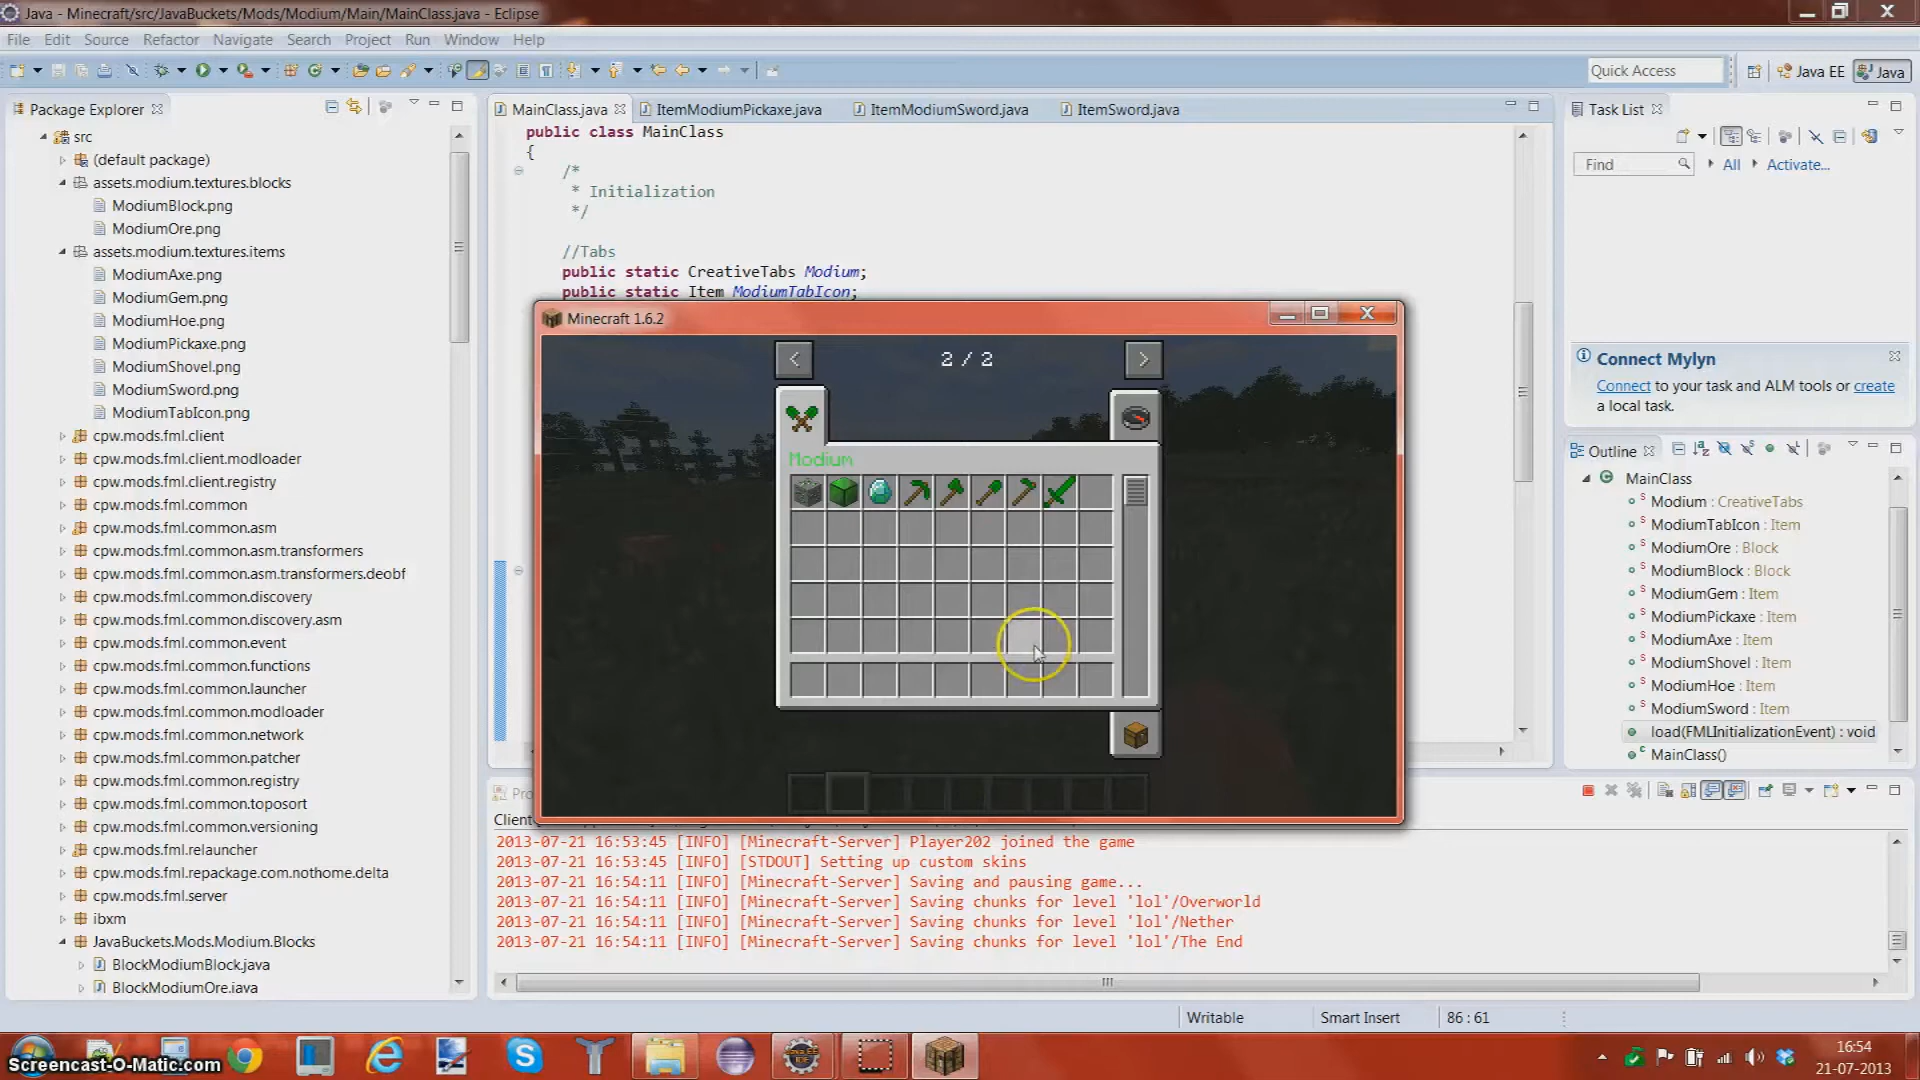 Java - Minecraft/src/JavaBuckets/Mods/Modium/Main/MainClass.java - Eclipse
File Edit Source Refactor Navigate Search Project Run Window Help
Quick Access
Java EE
Java
Package Explorer
src
(default package)
assets.modium.textures.blocks
ModiumBlock.png
ModiumOre.png
assets.modium.textures.items
ModiumAxe.png
ModiumGem.png
ModiumHoe.png
ModiumPickaxe.png
ModiumShovel.png
ModiumSword.png
ModiumTabIcon.png
cpw.mods.fml.client
cpw.mods.fml.client.modloader
cpw.mods.fml.client.registry
cpw.mods.fml.common
cpw.mods.fml.common.asm
cpw.mods.fml.common.asm.transformers
cpw.mods.fml.common.asm.transformers.deobf
cpw.mods.fml.common.discovery
cpw.mods.fml.common.discovery.asm
cpw.mods.fml.common.event
cpw.mods.fml.common.functions
cpw.mods.fml.common.launcher
cpw.mods.fml.common.modloader
cpw.mods.fml.common.network
cpw.mods.fml.common.patcher
cpw.mods.fml.common.registry
cpw.mods.fml.common.toposort
cpw.mods.fml.common.versioning
cpw.mods.fml.relauncher
cpw.mods.fml.repackage.com.nothome.delta
cpw.mods.fml.server
ibxm
JavaBuckets.Mods.Modium.Blocks
BlockModiumBlock.java
BlockModiumOre.java
MainClass.java ItemModiumPickaxe.java ItemModiumSword.java ItemSword.java
public class MainClass
{
/*
* Initialization
*/
//Tabs
public static CreativeTabs Modium;
public static Item ModiumTabIcon;
Minecraft 1.6.2
< 2 / 2 >
Modium
Client
2013-07-21 16:53:45 [INFO] [Minecraft-Server] Player202 joined the game
2013-07-21 16:53:45 [INFO] [STDOUT] Setting up custom skins
2013-07-21 16:54:11 [INFO] [Minecraft-Server] Saving and pausing game...
2013-07-21 16:54:11 [INFO] [Minecraft-Server] Saving chunks for level 'lol'/Overworld
2013-07-21 16:54:11 [INFO] [Minecraft-Server] Saving chunks for level 'lol'/Nether
2013-07-21 16:54:11 [INFO] [Minecraft-Server] Saving chunks for level 'lol'/The End
Task List
Find
All
Activate...
Connect Mylyn
Connect to your task and ALM tools or create
a local task.
Outline
MainClass
Modium : CreativeTabs
ModiumTabIcon : Item
ModiumOre : Block
ModiumBlock : Block
ModiumGem : Item
ModiumPickaxe : Item
ModiumAxe : Item
ModiumShovel : Item
ModiumHoe : Item
ModiumSword : Item
load(FMLInitializationEvent) : void
MainClass()
Writable
Smart Insert
86 : 61
Screencast-O-Matic.com
16:54
21-07-2013